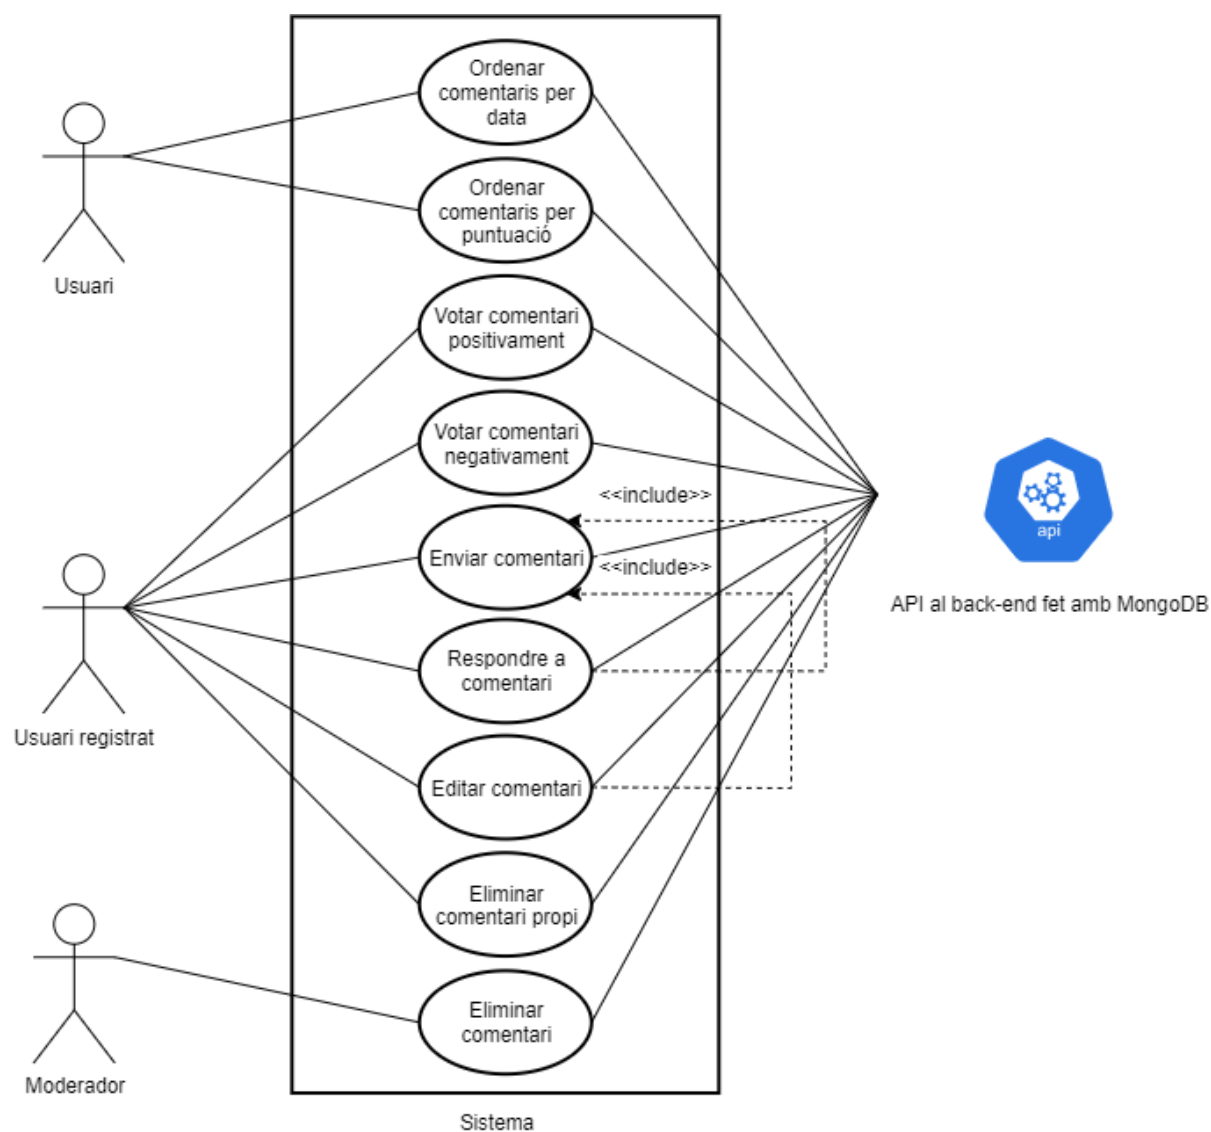 Ordenar
comentaris per
data
Ordenar
comentaris per
puntuació
Usuari
Votar comentari
positivament
Votar comentari
negativament
<<include>>
Enviar comentari
<<include>>
api
API al back-end fet amb MongoDB
Respondre a
comentari
Usuari registrat
Editar comentari
Eliminar
comentari propi
Eliminar
comentari
Moderador
Sistema